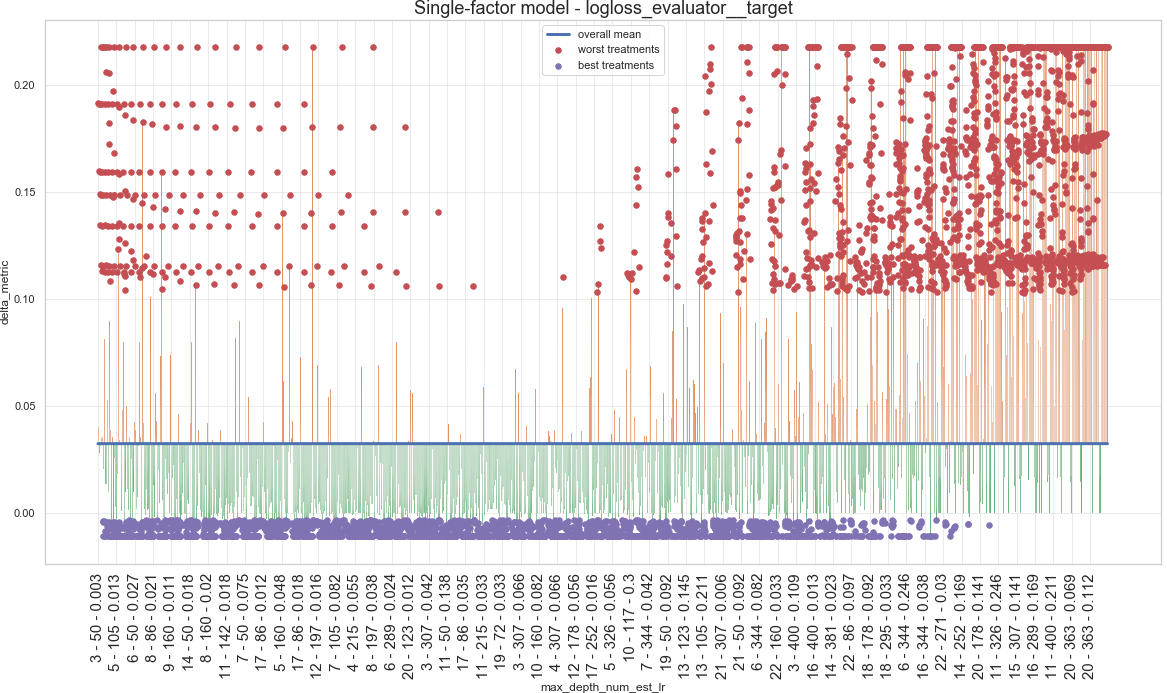 Single-factor model - logloss_evaluator__target
overall mean
worst treatments
best treatments
delta_metric
0.20
0.15
0.10
0.05
0.00
3 - 50 - 0.003
5 - 105 - 0.013
6 - 50 - 0.027
8 - 86 - 0.021
9 - 160 - 0.011
14 - 50 - 0.018
8 - 160 - 0.02
11 - 142 - 0.018
7 - 50 - 0.075
17 - 86 - 0.012
5 - 160 - 0.048
17 - 86 - 0.018
12 - 197 - 0.016
7 - 105 - 0.082
4 - 215 - 0.055
8 - 197 - 0.038
6 - 289 - 0.024
20 - 123 - 0.012
3 - 307 - 0.042
11 - 50 - 0.138
17 - 86 - 0.035
11 - 215 - 0.033
19 - 72 - 0.033
3 - 307 - 0.066
10 - 160 - 0.082
4 - 307 - 0.066
12 - 178 - 0.056
17 - 252 - 0.016
5 - 326 - 0.056
10 - 117 - 0.3
7 - 344 - 0.042
19 - 50 - 0.092
13 - 123 - 0.145
13 - 105 - 0.211
21 - 307 - 0.006
21 - 50 - 0.092
6 - 344 - 0.082
3 - 400 - 0.109
16 - 400 - 0.013
14 - 381 - 0.023
22 - 86 - 0.097
18 - 178 - 0.092
18 - 295 - 0.033
6 - 344 - 0.246
16 - 344 - 0.038
22 - 271 - 0.03
14 - 252 - 0.169
20 - 178 - 0.141
11 - 326 - 0.246
15 - 307 - 0.141
16 - 289 - 0.169
11 - 400 - 0.211
20 - 363 - 0.069
20 - 363 - 0.112
max_depth_num_est_lr